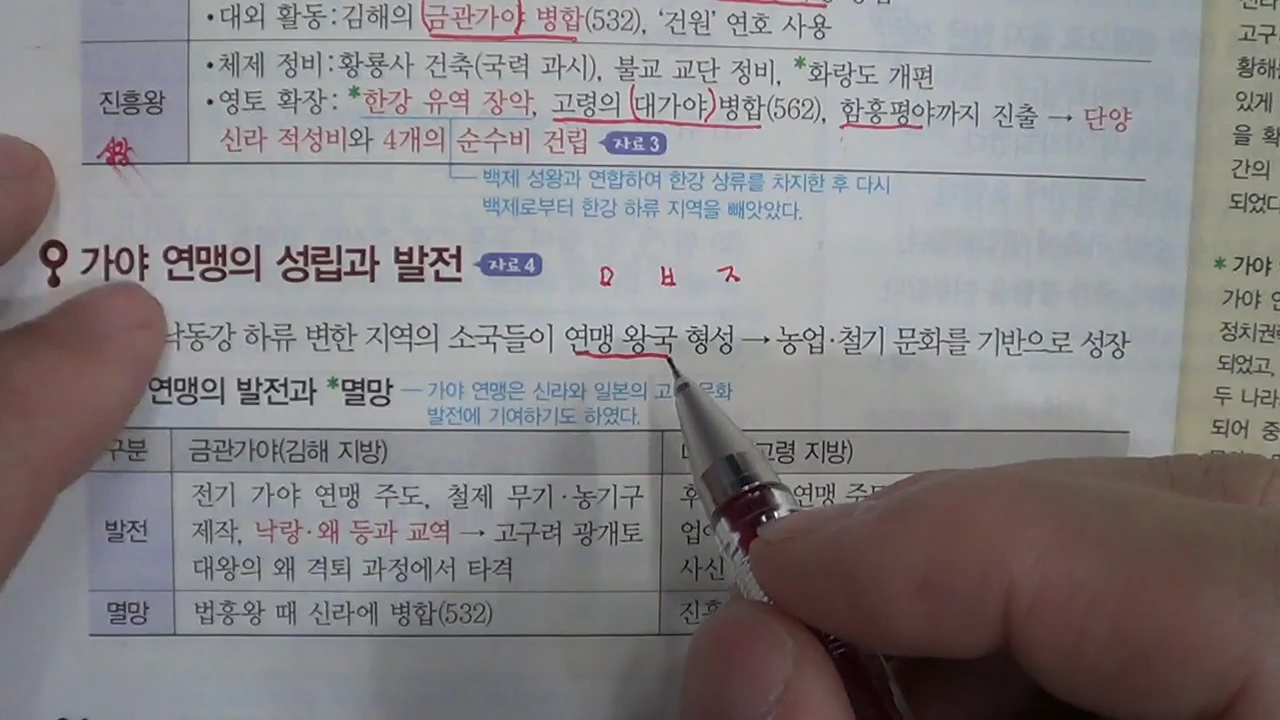 • 대외 활동: 김해의 금관가야 병합(532), ‘건원’ 연호 사용
진흥왕
• 체제 정비: 황룡사 건축(국력 과시), 불교 교단 정비, *화랑도 개편
• 영토 확장: *한강 유역 장악, 고령의 (대가야) 병합(562), 함흥평야까지 진출 → 단양
신라 적성비와 4개의 순수비 건립 자료3
백제 성왕과 연합하여 한강 상류를 차지한 후 다시
백제로부터 한강 하류 지역을 빼앗았다.
가야 연맹의 성립과 발전 자료4
ㅁ ㅂ ㅈ
낙동강 하류 변한 지역의 소국들이 연맹 왕국 형성 → 농업·철기 문화를 기반으로 성장
연맹의 발전과 *멸망 — 가야 연맹은 신라와 일본의 고 문화
발전에 기여하기도 하였다.
구분 금관가야(김해 지방) 고령 지방)
발전
전기 가야 연맹 주도, 철제 무기·농기구
제작, 낙랑·왜 등과 교역 → 고구려 광개토
대왕의 왜 격퇴 과정에서 타격
후 연맹 주
업
사신
멸망 법흥왕 때 신라에 병합(532) 진흥
고구
황해
있게
을 확
간의
되었다
* 가야
가야 연
정치권
되었고,
두 나라
되어 중